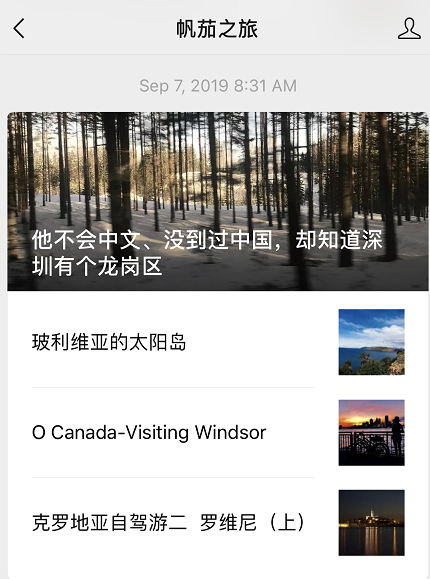 帆茄之旅
Sep 7, 2019 8:31 AM
他不会中文、没到过中国，却知道深
圳有个龙岗区
玻利维亚的太阳岛
O Canada-Visiting Windsor
克罗地亚自驾游二 罗维尼（上）